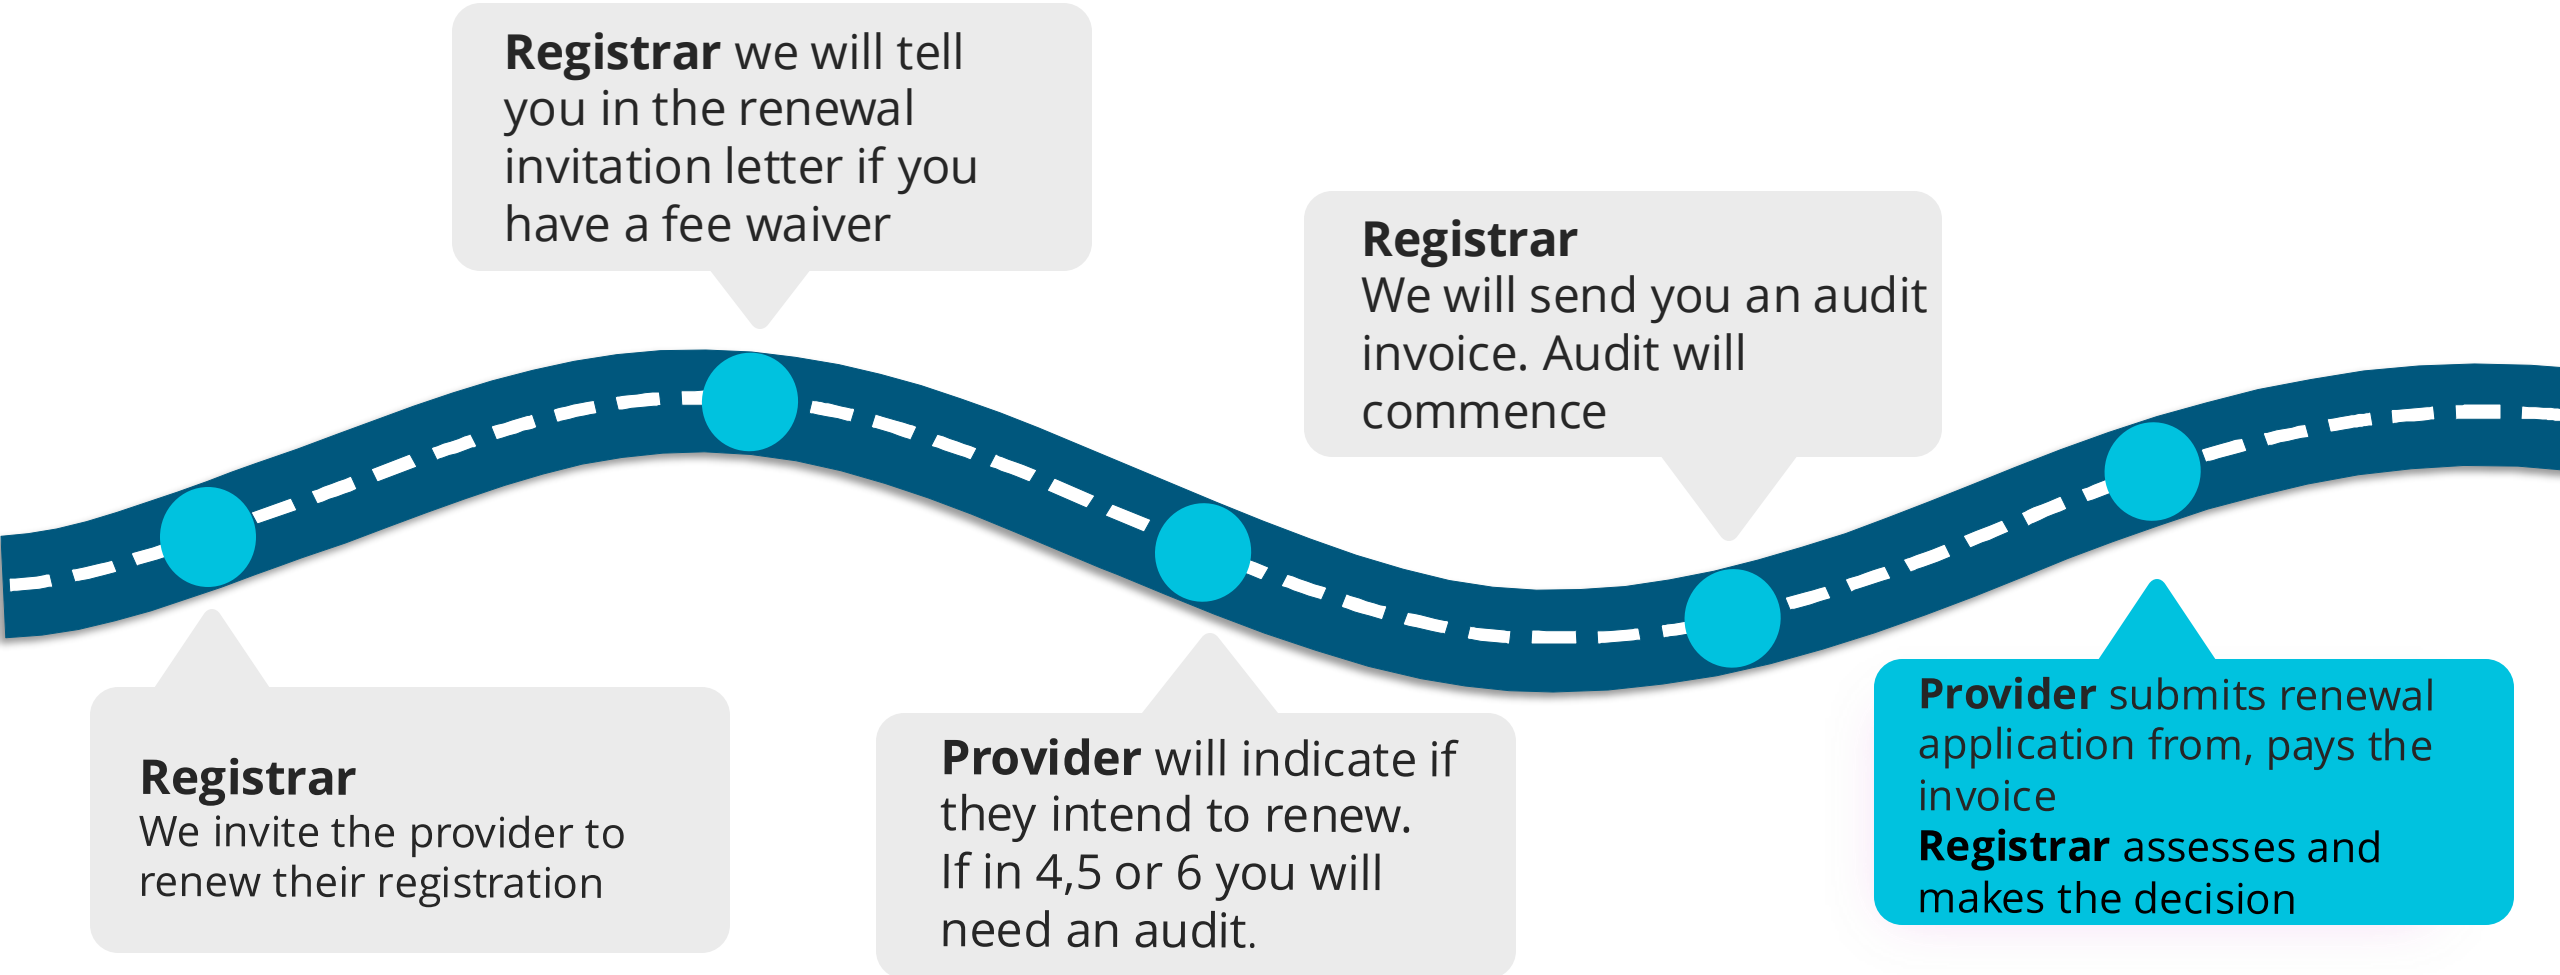 Registrar
We invite the provider to
renew their registration
Registrar we will tell
you in the renewal
invitation letter if you
have a fee waiver
Provider will indicate if
they intend to renew.
If in 4,5 or 6 you will
need an audit.
Registrar
We will send you an audit
invoice. Audit will
commence
Provider submits renewal
application from, pays the
invoice
Registrar assesses and
makes the decision